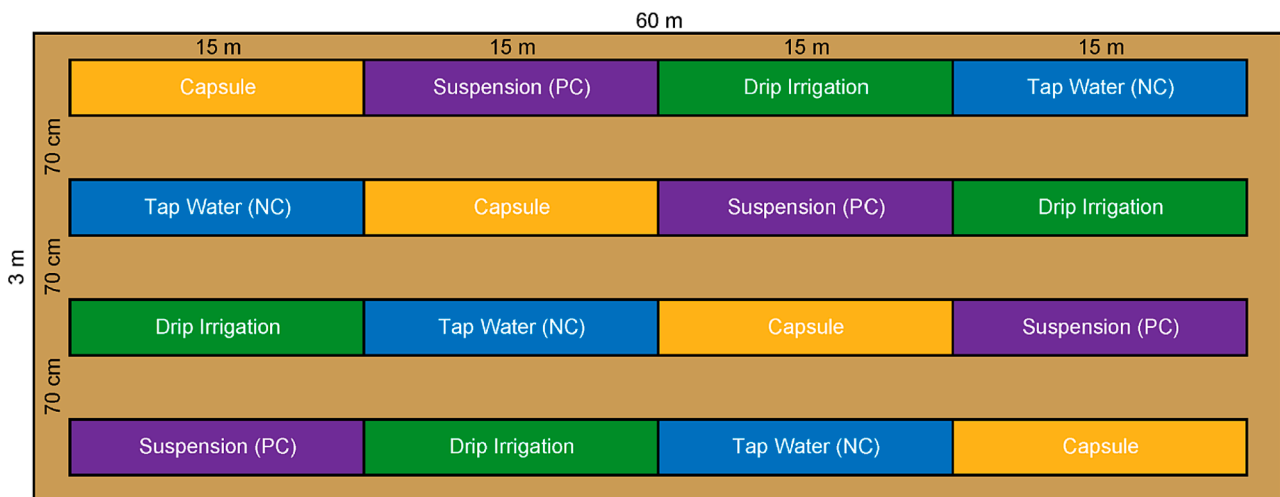 60 m
15 m 15 m 15 m 15 m
Capsule Suspension (PC) Drip Irrigation Tap Water (NC)
70 cm
Tap Water (NC) Capsule Suspension (PC) Drip Irrigation
3 m
70 cm
Drip Irrigation Tap Water (NC) Capsule Suspension (PC)
70 cm
Suspension (PC) Drip Irrigation Tap Water (NC) Capsule